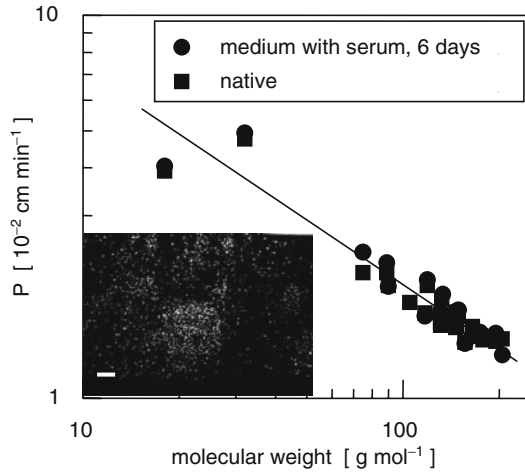 10
medium with serum, 6 days
native
P [ 10⁻² cm min⁻¹ ]
1
10
100
molecular weight [ g mol⁻¹ ]